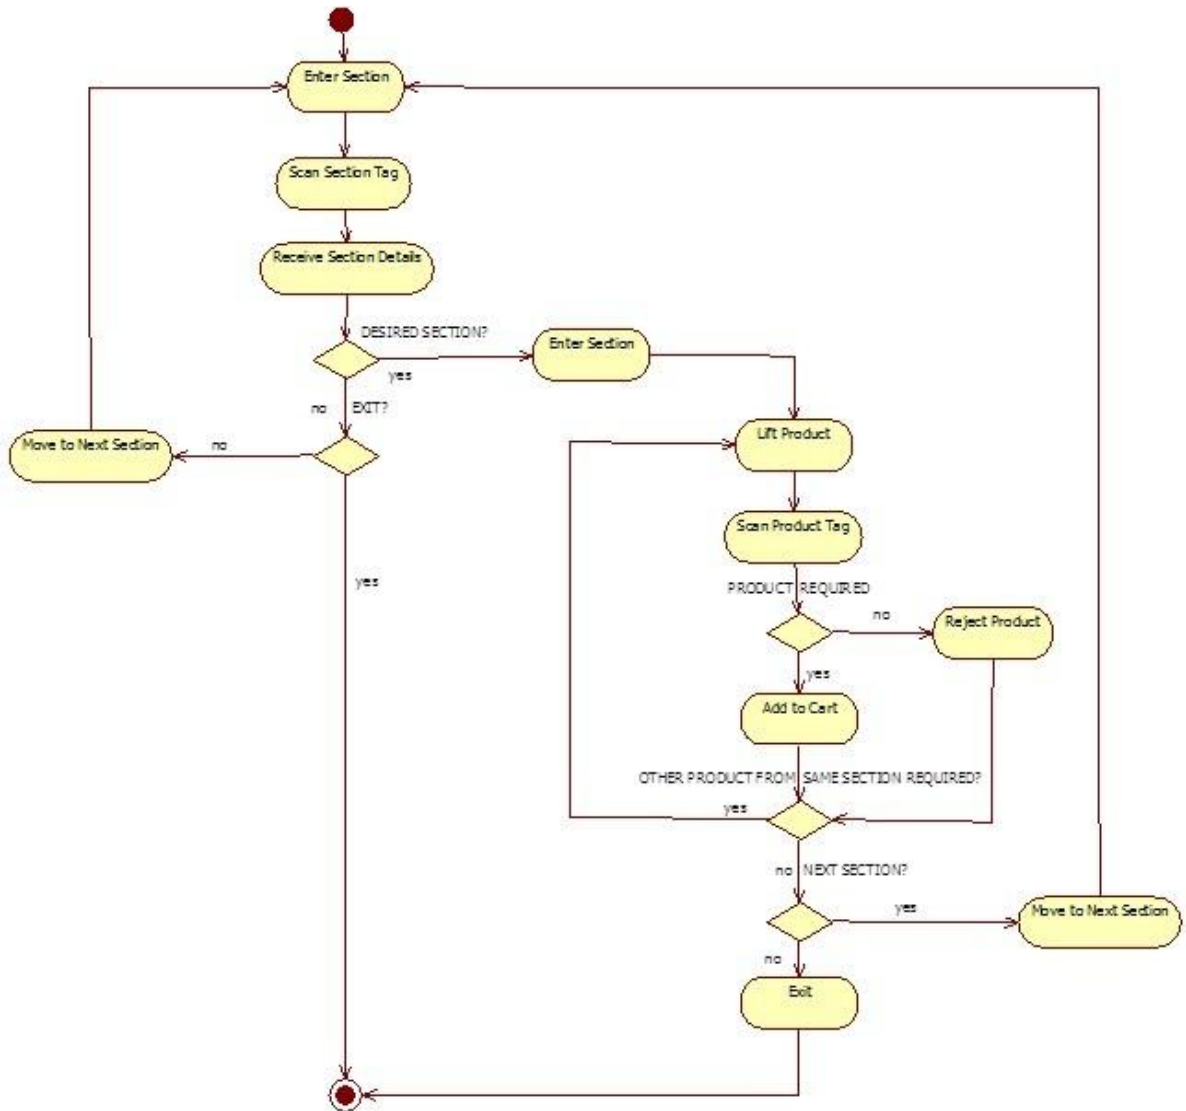 Enter Section
Scan Section Tag
Receive Section Details
DESIRED SECTION?
yes
Enter Section
no
EXIT?
no
Move to Next Section
yes
Lift Product
Scan Product Tag
PRODUCT REQUIRED
no
Reject Product
yes
Add to Cart
OTHER PRODUCT FROM SAME SECTION REQUIRED?
yes
no
NEXT SECTION?
yes
Move to Next Section
no
Exit